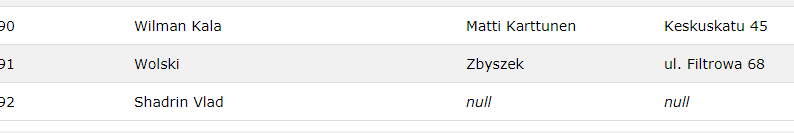 90 Wilman Kala Matti Karttunen Keskuskatu 45
91 Wolski Zbyszek ul. Filtrowa 68
92 Shadrin Vlad null null